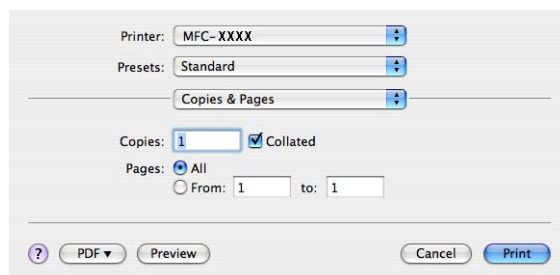 Printer: MFC-XXXX
Presets: Standard
Copies & Pages
Copies: 1 Collated
Pages: All
From: 1 to: 1
? PDF▼ Preview Cancel Print